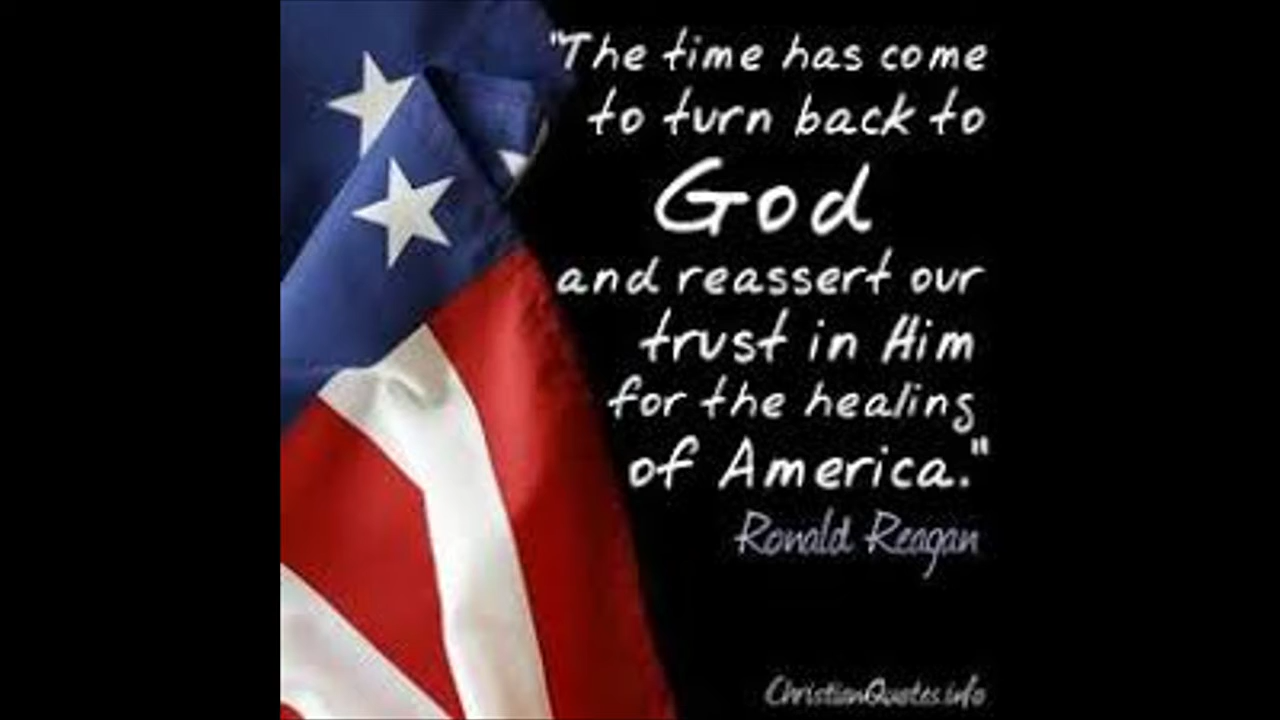 "The time has come
to turn back to
God
and reassert our
trust in Him
for the healing
of America."
Ronald Reagan
ChristianQuotes.info